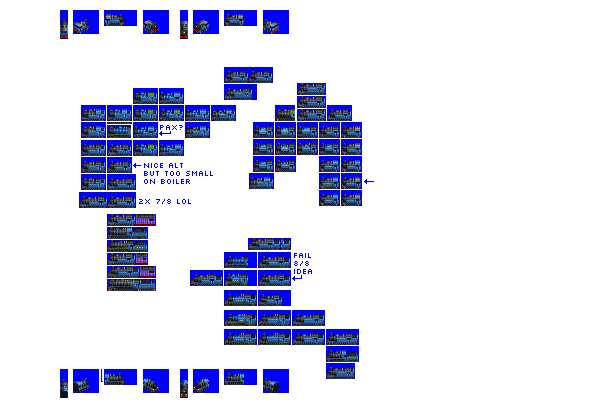 PAX?
NICE ALT
BUT TOO SMALL
ON BOILER
2X 7/8 LOL
FAIL
8/8
IDEA